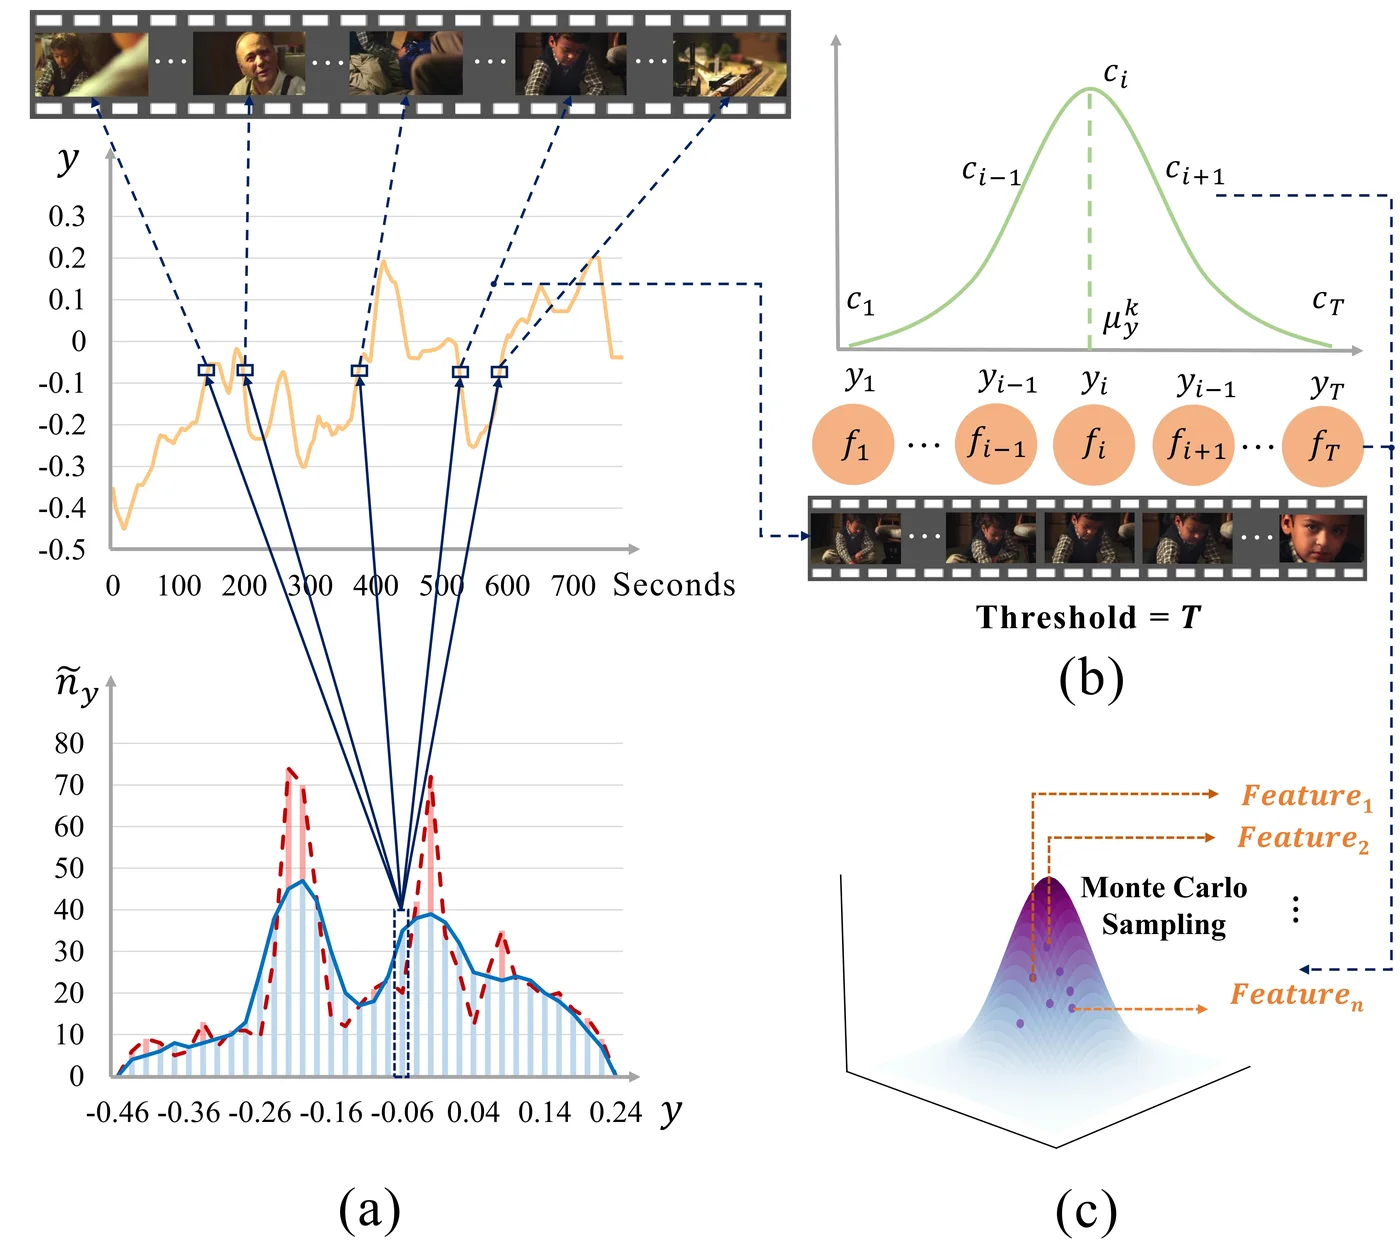 y
0.3
0.2
0.1
0
-0.1
-0.2
-0.3
-0.4
-0.5
0 100 200 300 400 500 600 700 Seconds
ñ_y
80
70
60
50
40
30
20
10
0
-0.46 -0.36 -0.26 -0.16 -0.06 0.04 0.14 0.24 y
(a)
c_i
c_{i−1} c_{i+1}
c_1 c_T
μ_y^k
y_1 y_{i−1} y_i y_{i−1} y_T
f_1 ... f_{i−1} f_i f_{i+1} ... f_T
Threshold = T
(b)
Feature_1
Feature_2
Monte Carlo
Sampling
⋮
Feature_n
(c)